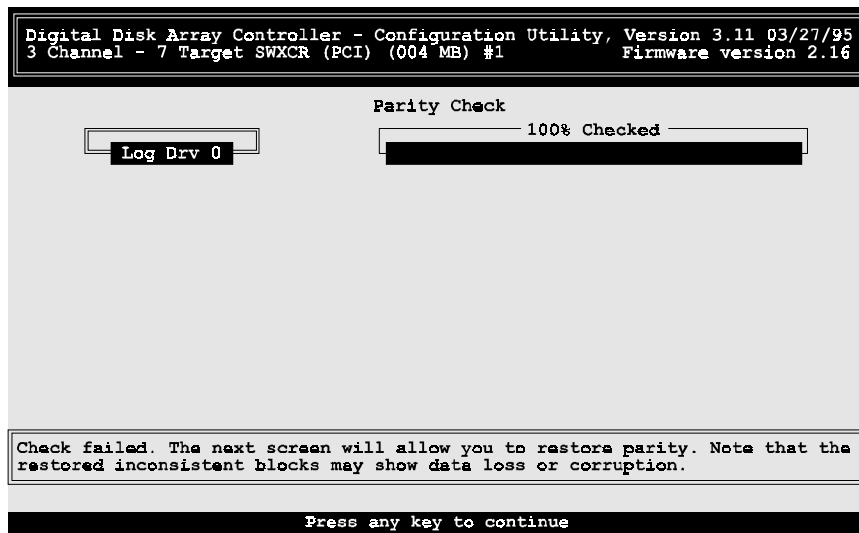 Digital Disk Array Controller - Configuration Utility, Version 3.11 03/27/95
3 Channel - 7 Target SWXCR (PCI) (004 MB) #1 Firmware version 2.16
Parity Check
100% Checked
Log Drv 0
Check failed. The next screen will allow you to restore parity. Note that the
restored inconsistent blocks may show data loss or corruption.
Press any key to continue